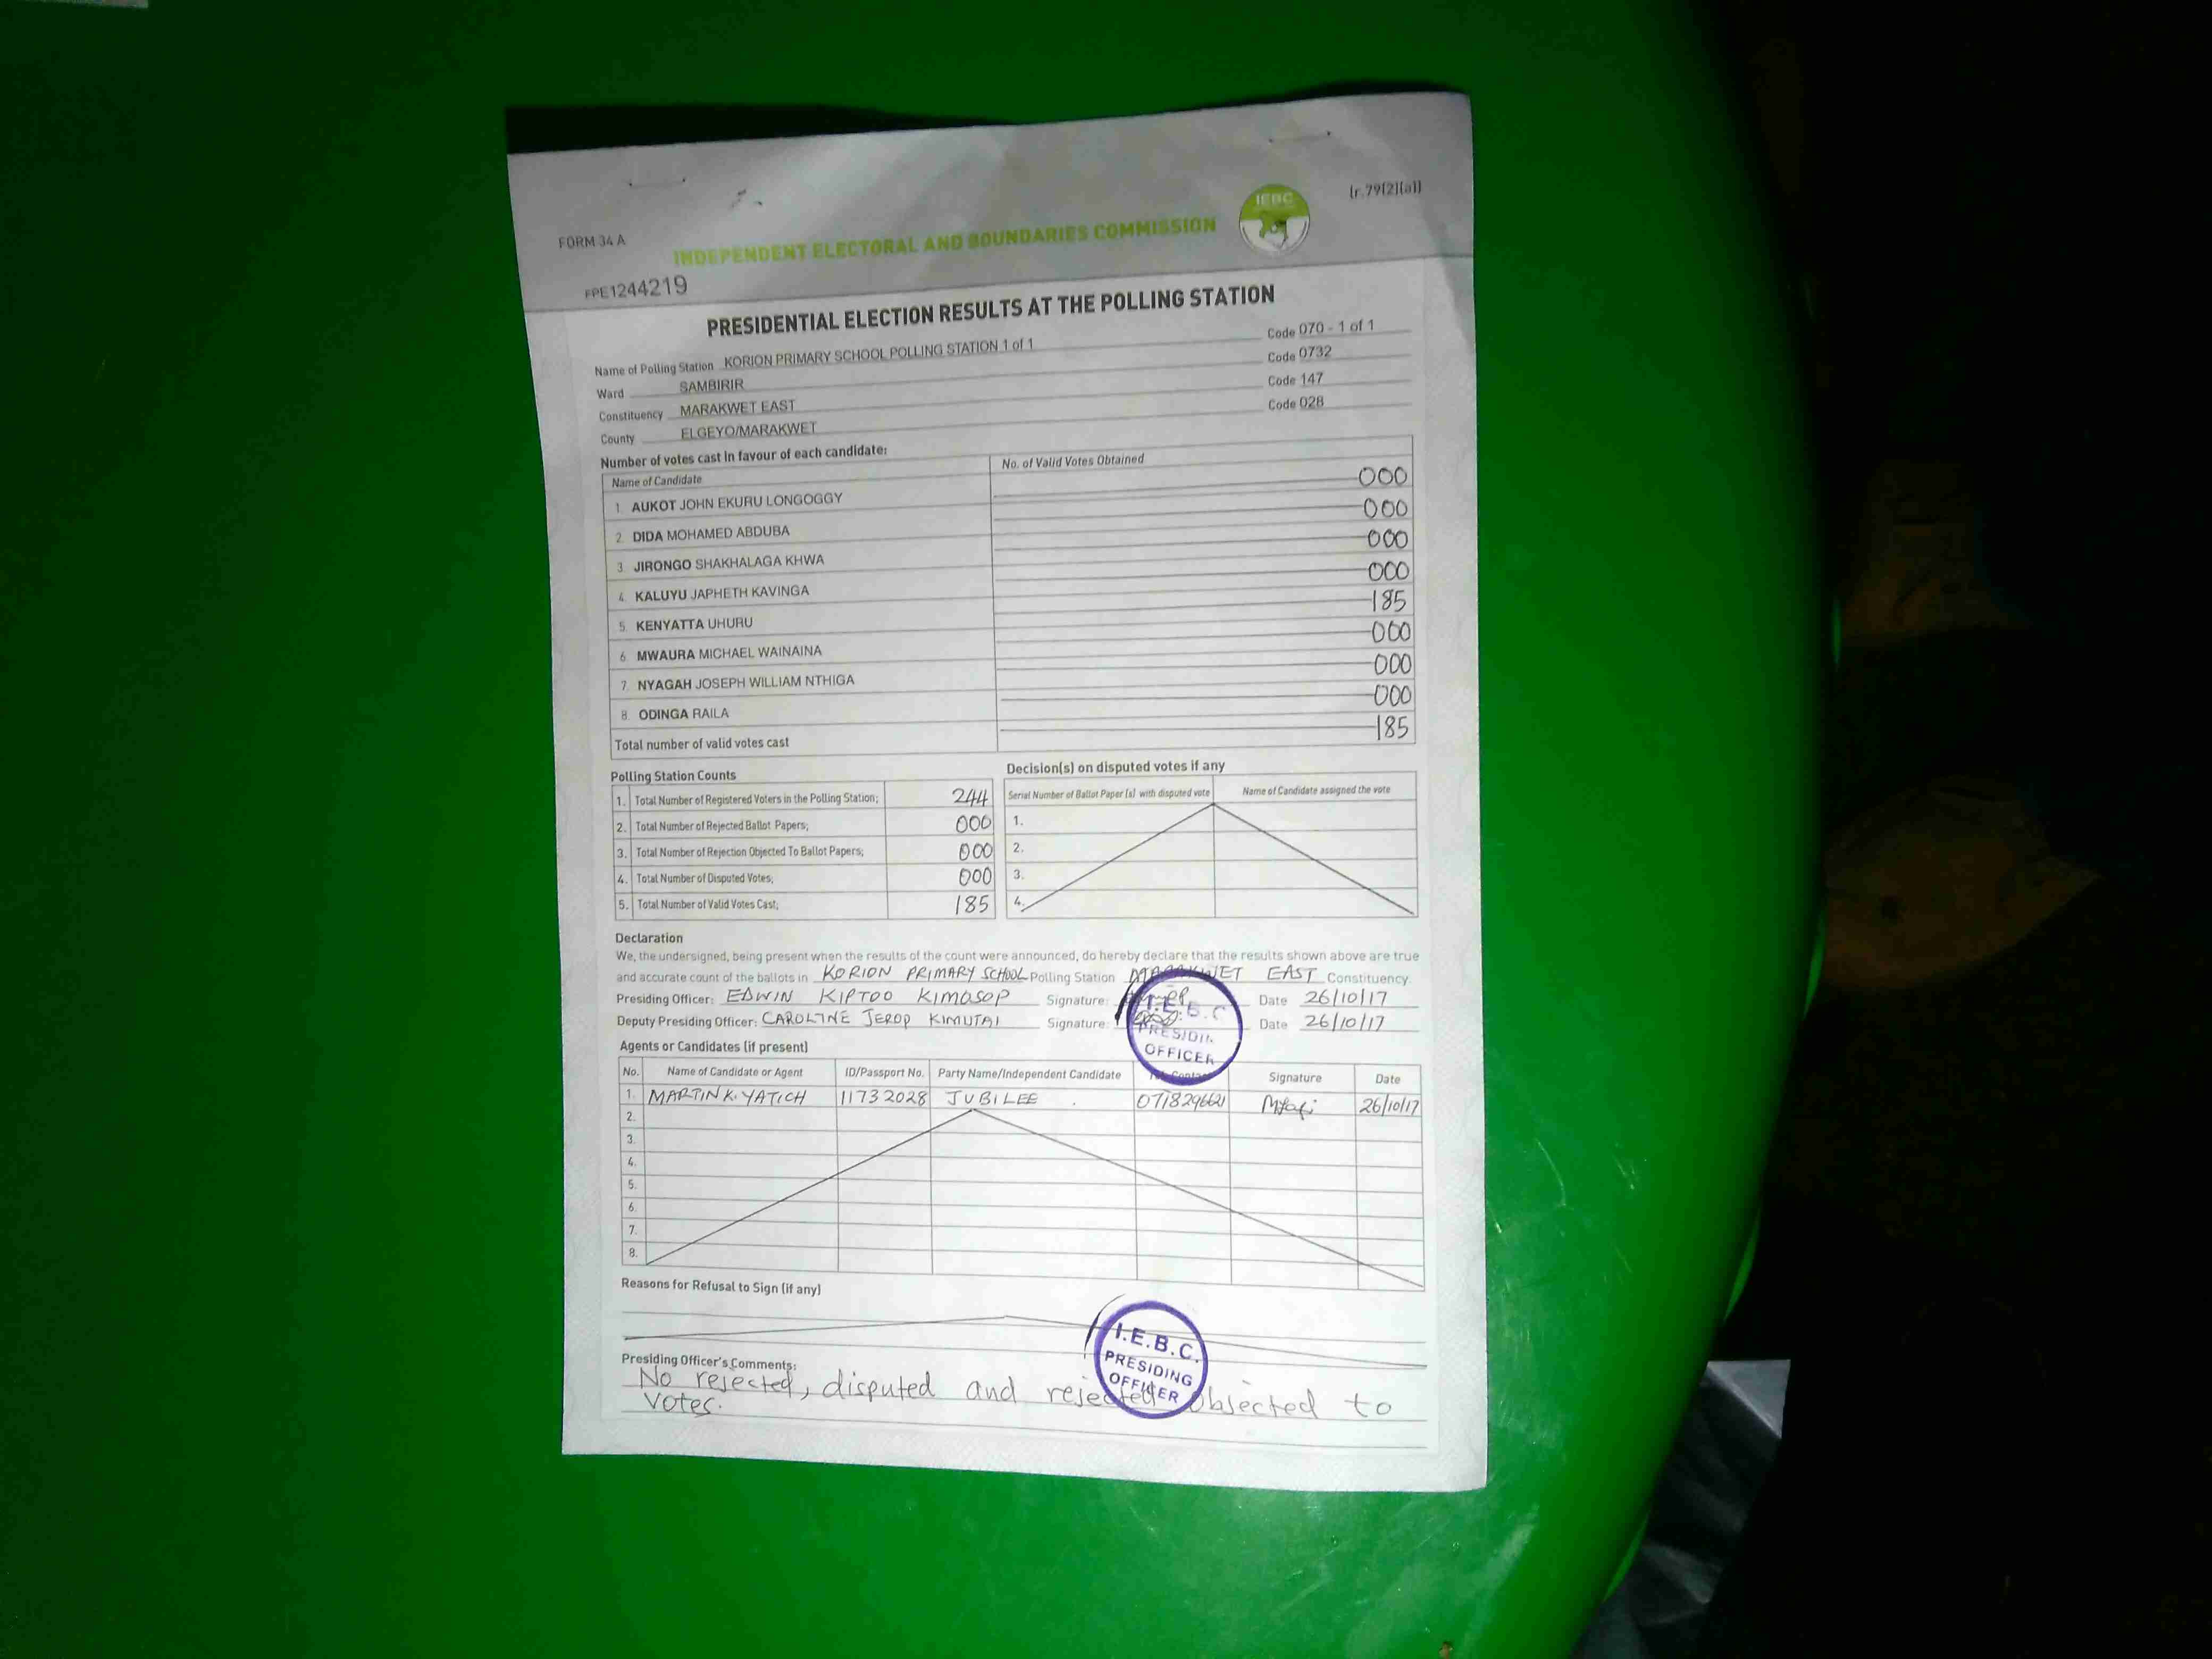 (r.79(2)(a))
FORM 34 A
INDEPENDENT ELECTORAL AND BOUNDARIES COMMISSION
IEBC
FPE1244219
PRESIDENTIAL ELECTION RESULTS AT THE POLLING STATION
Name of Polling Station KORION PRIMARY SCHOOL POLLING STATION 1 of 1 Code 070 - 1 of 1
Ward SAMBIRIR Code 0732
Constituency MARAKWET EAST Code 147
County ELGEYO/MARAKWET Code 028
Number of votes cast in favour of each candidate:
Name of Candidate No. of Valid Votes Obtained
1. AUKOT JOHN EKURU LONGOGGY 000
2. DIDA MOHAMED ABDUBA 000
3. JIRONGO SHAKHALAGA KHWA 000
4. KALUYU JAPHETH KAVINGA 000
5. KENYATTA UHURU 185
6. MWAURA MICHAEL WAINAINA 000
7. NYAGAH JOSEPH WILLIAM NTHIGA 000
8. ODINGA RAILA 000
Total number of valid votes cast 185
Polling Station Counts
1. Total Number of Registered Voters in the Polling Station; 244
2. Total Number of Rejected Ballot Papers; 000
3. Total Number of Rejection Objected To Ballot Papers; 000
4. Total Number of Disputed Votes; 000
5. Total Number of Valid Votes Cast; 185
Decision(s) on disputed votes if any
Serial Number of Ballot Paper (s) with disputed vote Name of Candidate assigned the vote
1.
2.
3.
4.
Declaration
We, the undersigned, being present when the results of the count were announced, do hereby declare that the results shown above are true
and accurate count of the ballots in KORION PRIMARY SCHOOL Polling Station MARAKWET EAST Constituency.
Presiding Officer: EDWIN KIPTOO KIMOSOP Signature: Date 26/10/17
Deputy Presiding Officer: CAROLINE JEROP KIMUTAI Signature: Date 26/10/17
I.E.B.C
PRESIDIN
OFFICER
Agents or Candidates (if present)
No. Name of Candidate or Agent ID/Passport No. Party Name/Independent Candidate Contact Signature Date
1. MARTIN K. YATICH 11732028 JUBILEE 0718296621 26/10/17
2.
3.
4.
5.
6.
7.
8.
Reasons for Refusal to Sign (if any)
I.E.B.C.
PRESIDING
OFFICER
Presiding Officer's Comments:
No rejected, disputed and rejected objected to
votes.